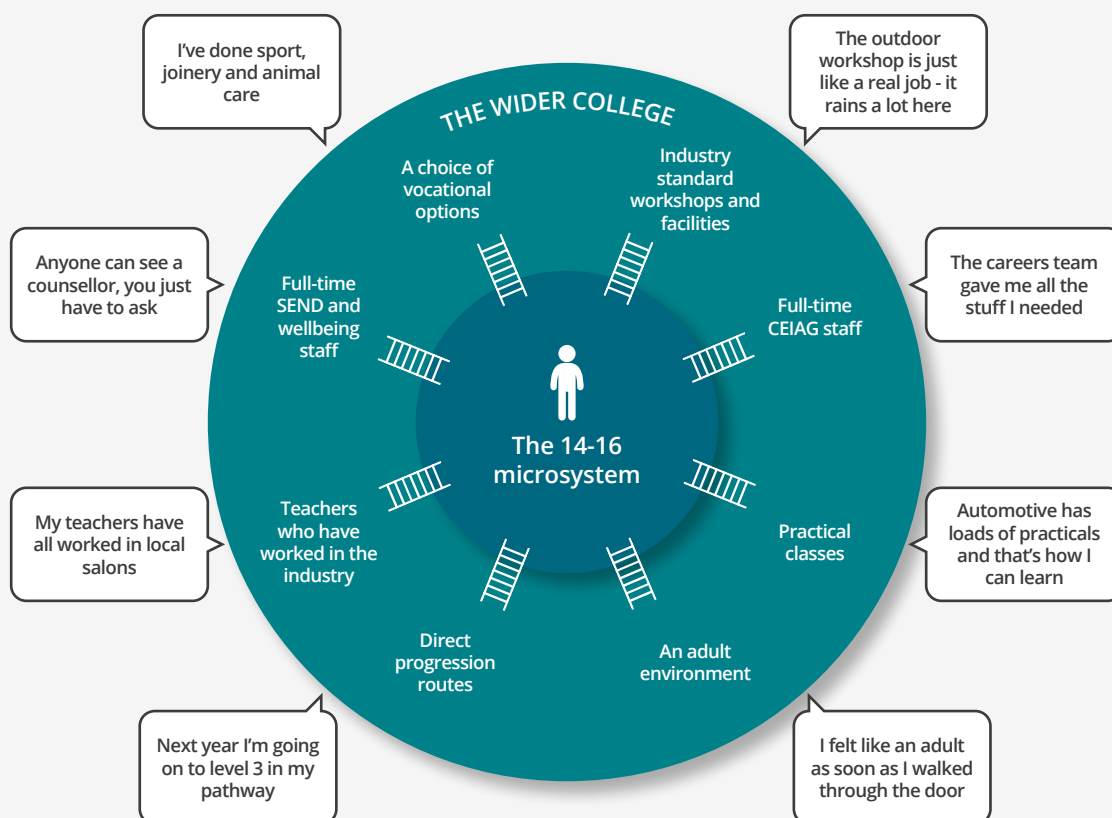 I've done sport,
joinery and animal
care
The outdoor
workshop is just
like a real job - it
rains a lot here
THE WIDER COLLEGE
A choice of
vocational
options
Industry
standard
workshops and
facilities
Anyone can see a
counsellor, you just
have to ask
Full-time
SEND and
wellbeing
staff
Full-time
CEIAG staff
The careers team
gave me all the
stuff I needed
The 14-16
microsystem
My teachers have
all worked in local
salons
Teachers
who have
worked in the
industry
Practical
classes
Automotive has
loads of practicals
and that's how I
can learn
Direct
progression
routes
An adult
environment
Next year I'm going
on to level 3 in my
pathway
I felt like an adult
as soon as I walked
through the door